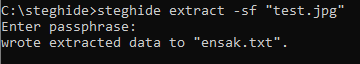 C:\steghide>steghide extract -sf "test.jpg"
Enter passphrase:
wrote extracted data to "ensak.txt".